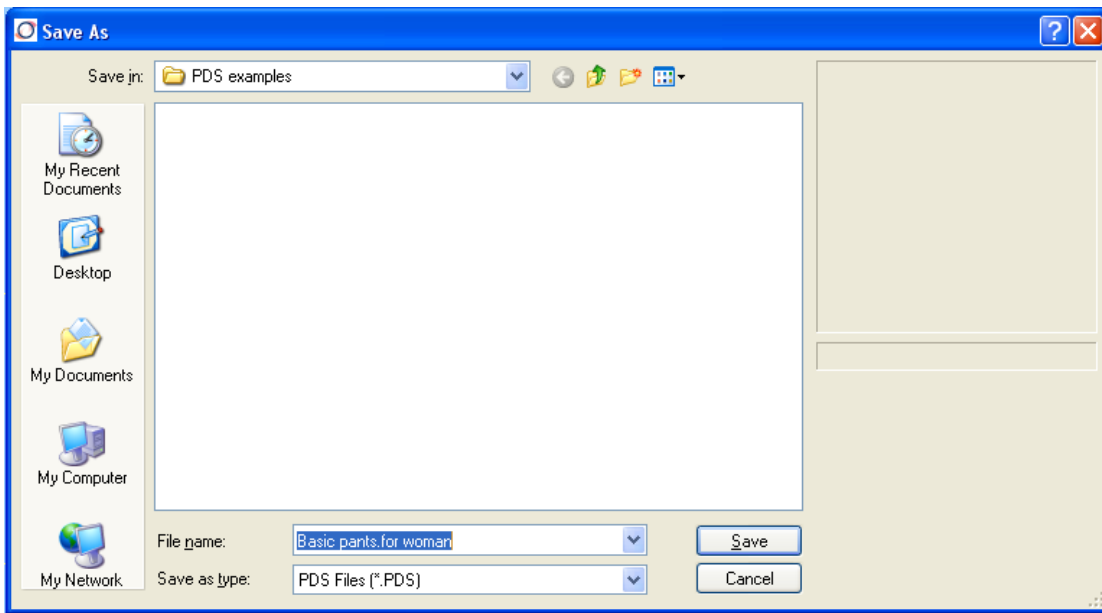 Save As
Save in: PDS examples
My Recent
Documents
Desktop
My Documents
My Computer
My Network
File name: Basic pants.for woman Save
Save as type: PDS Files (*.PDS) Cancel